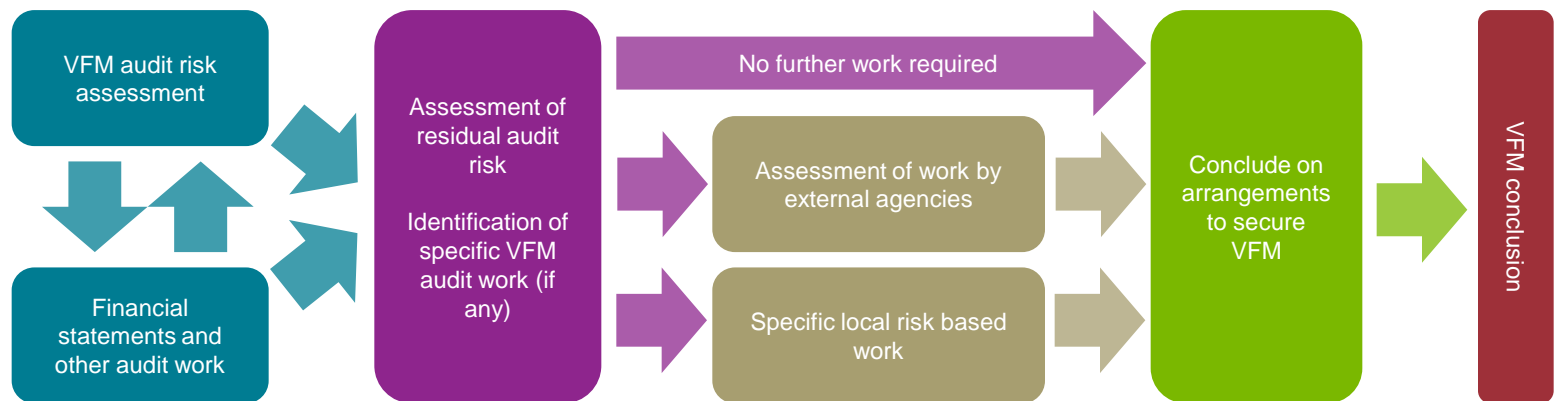 VFM audit risk
assessment
Financial
statements and
other audit work
Assessment of
residual audit
risk
Identification of
specific VFM
audit work (if
any)
No further work required
Assessment of work by
external agencies
Specific local risk based
work
Conclude on
arrangements
to secure
VFM
VFM conclusion